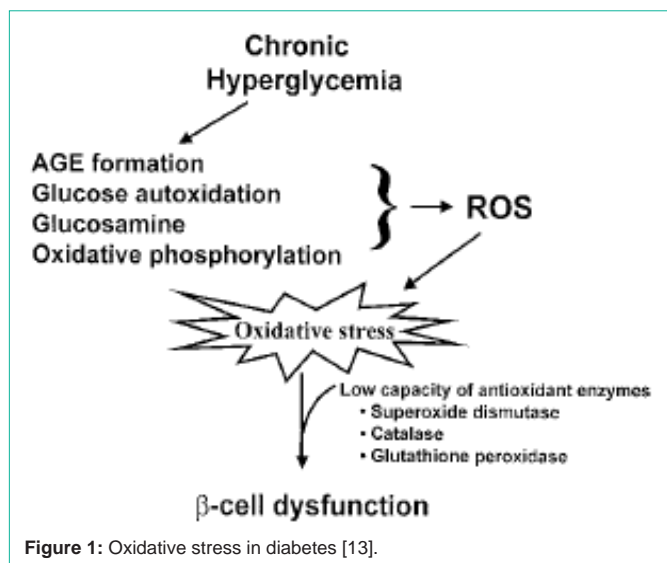 Chronic
Hyperglycemia
AGE formation
Glucose autoxidation
Glucosamine
Oxidative phosphorylation
} → ROS
Oxidative stress
Low capacity of antioxidant enzymes
• Superoxide dismutase
• Catalase
• Glutathione peroxidase
β-cell dysfunction
Figure 1: Oxidative stress in diabetes [13].